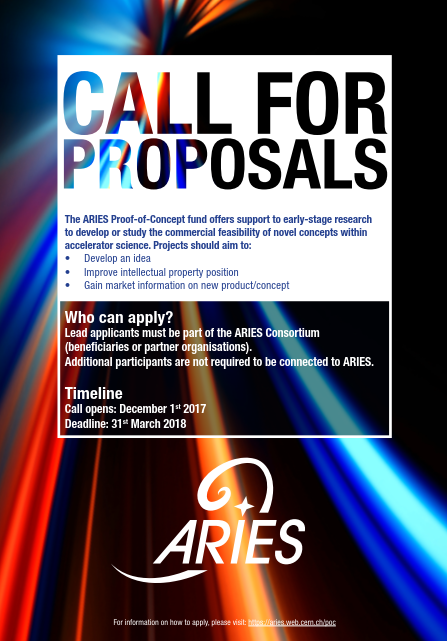 CALL FOR
PROPOSALS
The ARIES Proof-of-Concept fund offers support to early-stage research
to develop or study the commercial feasibility of novel concepts within
accelerator science. Projects should aim to:
• Develop an idea
• Improve intellectual property position
• Gain market information on new product/concept
Who can apply?
Lead applicants must be part of the ARIES Consortium
(beneficiaries or partner organisations).
Additional participants are not required to be connected to ARIES.
Timeline
Call opens: December 1st 2017
Deadline: 31st March 2018
ARIES
For information on how to apply, please visit: https://aries.web.cern.ch/poc